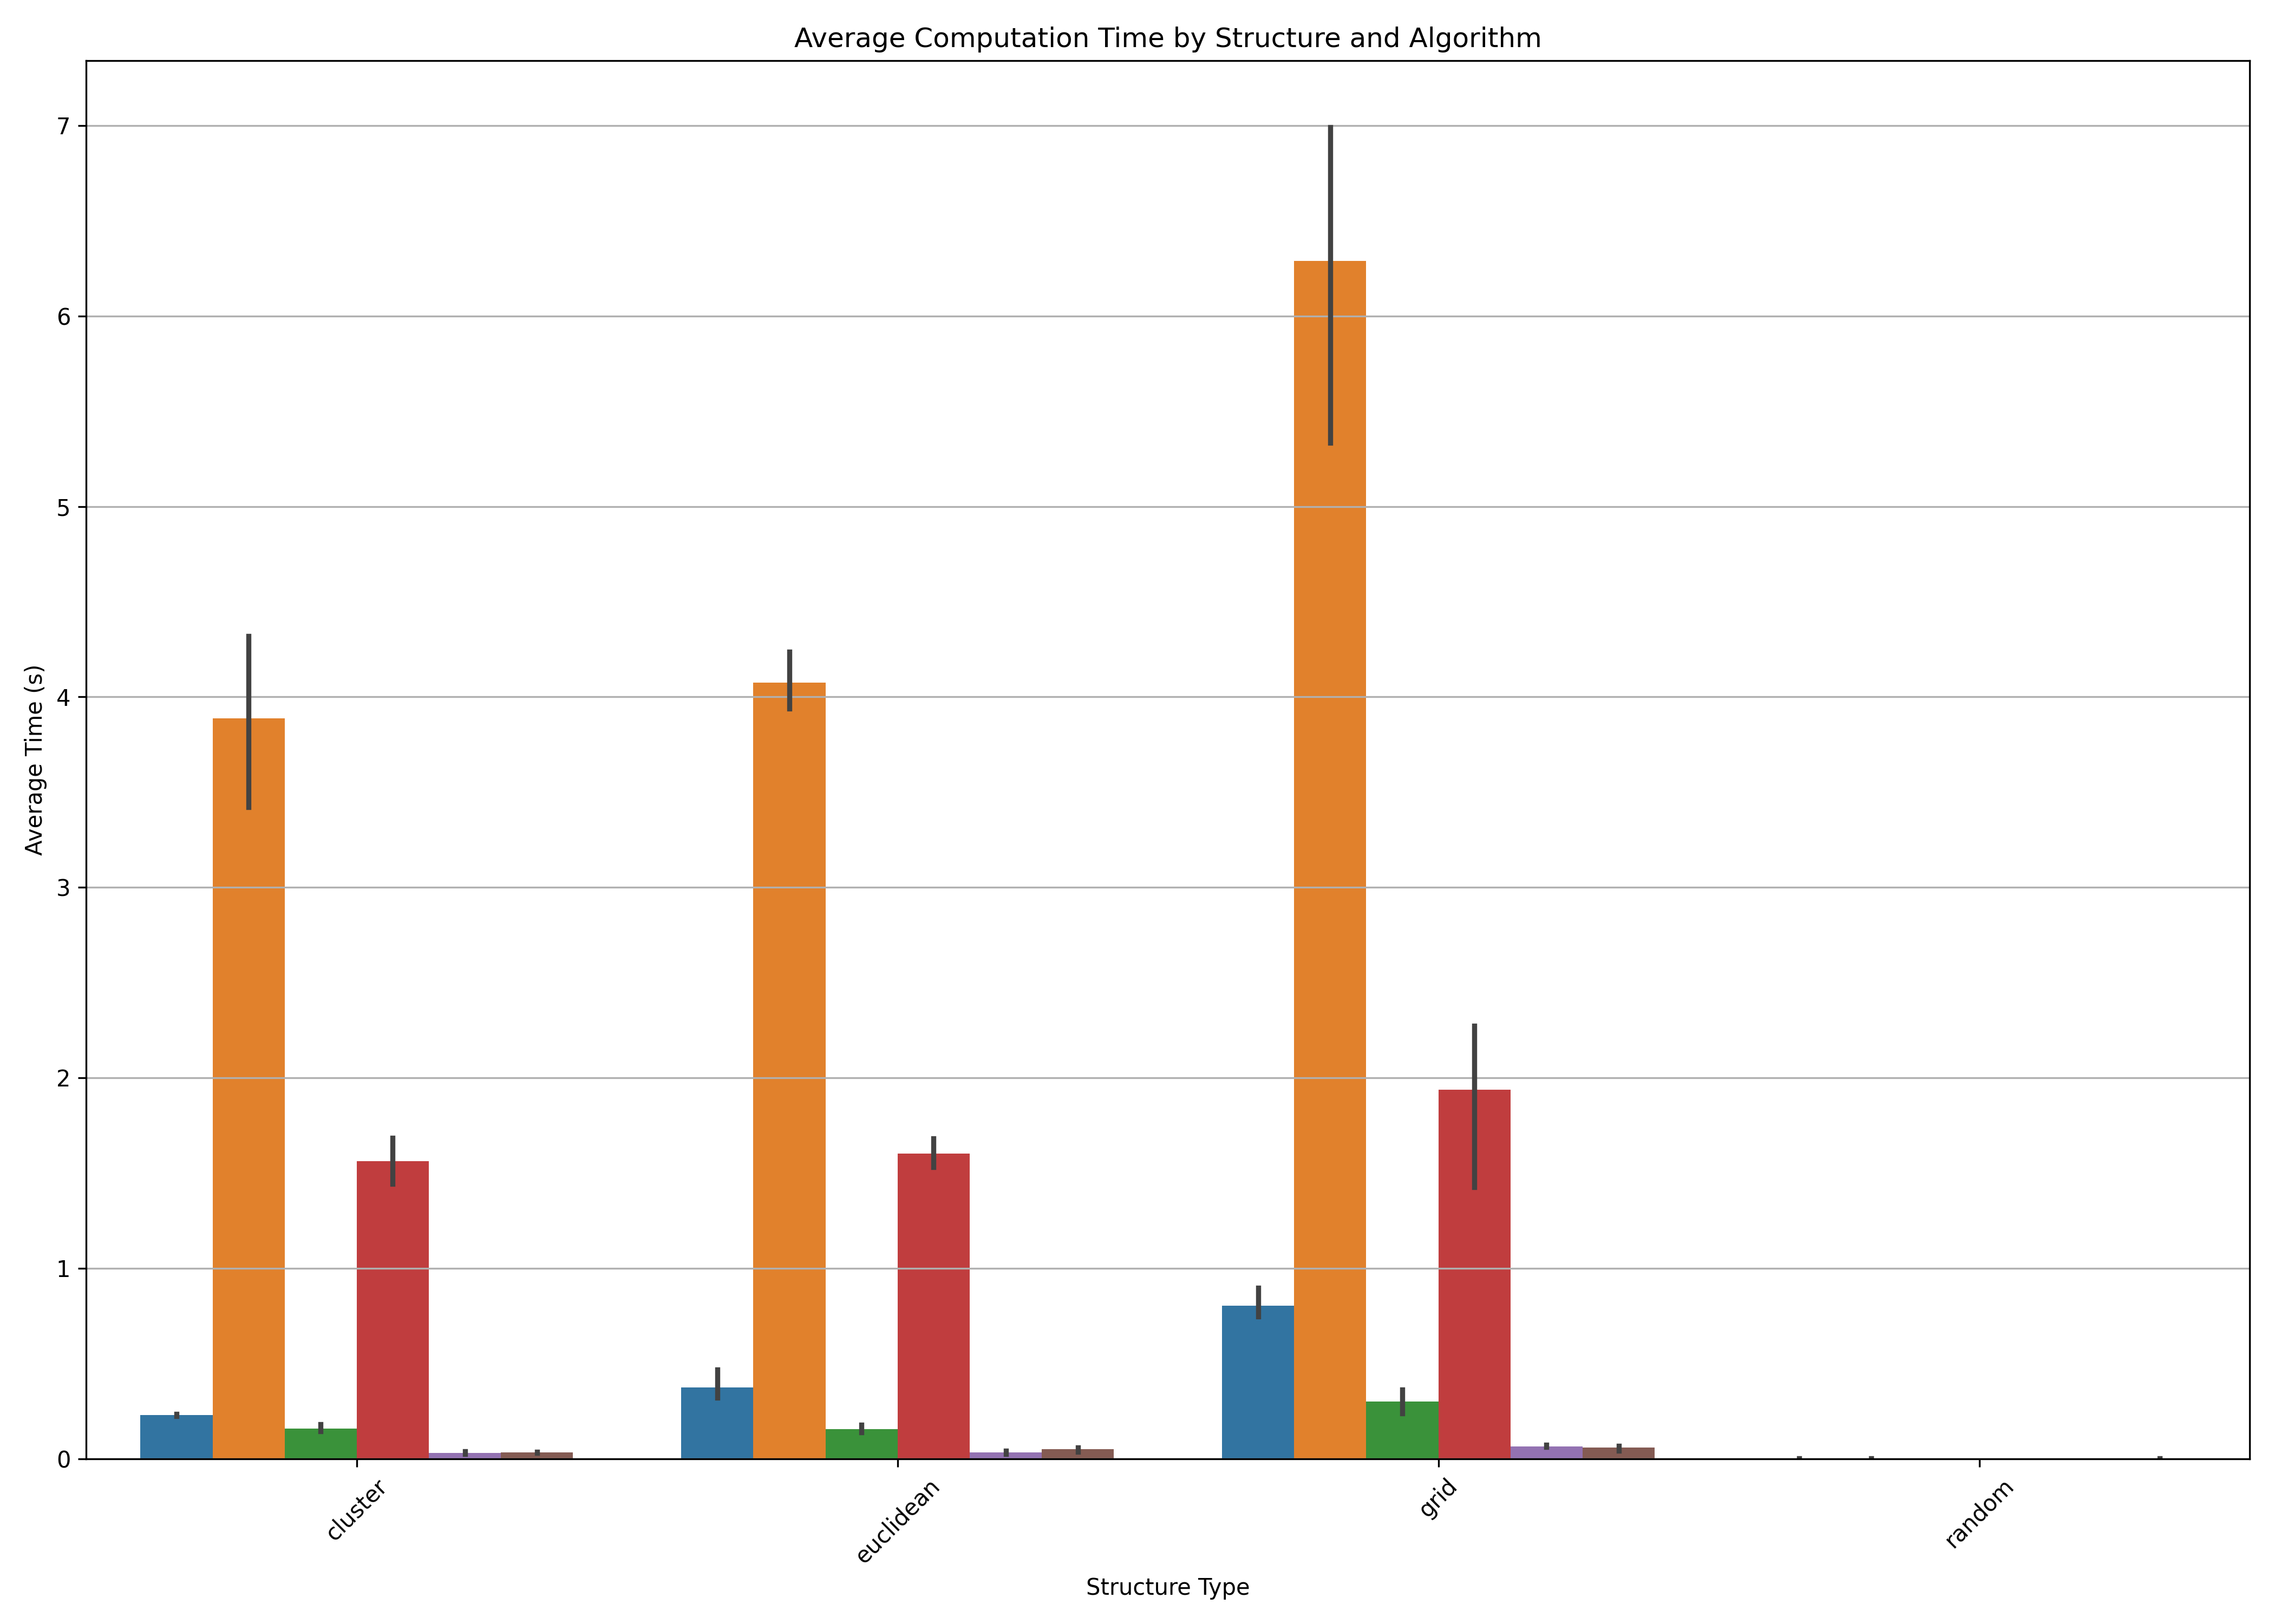 Average Computation Time by Structure and Algorithm
7
6
5
4
3
2
1
0
Average Time (s)
cluster
euclidean
grid
random
Structure Type